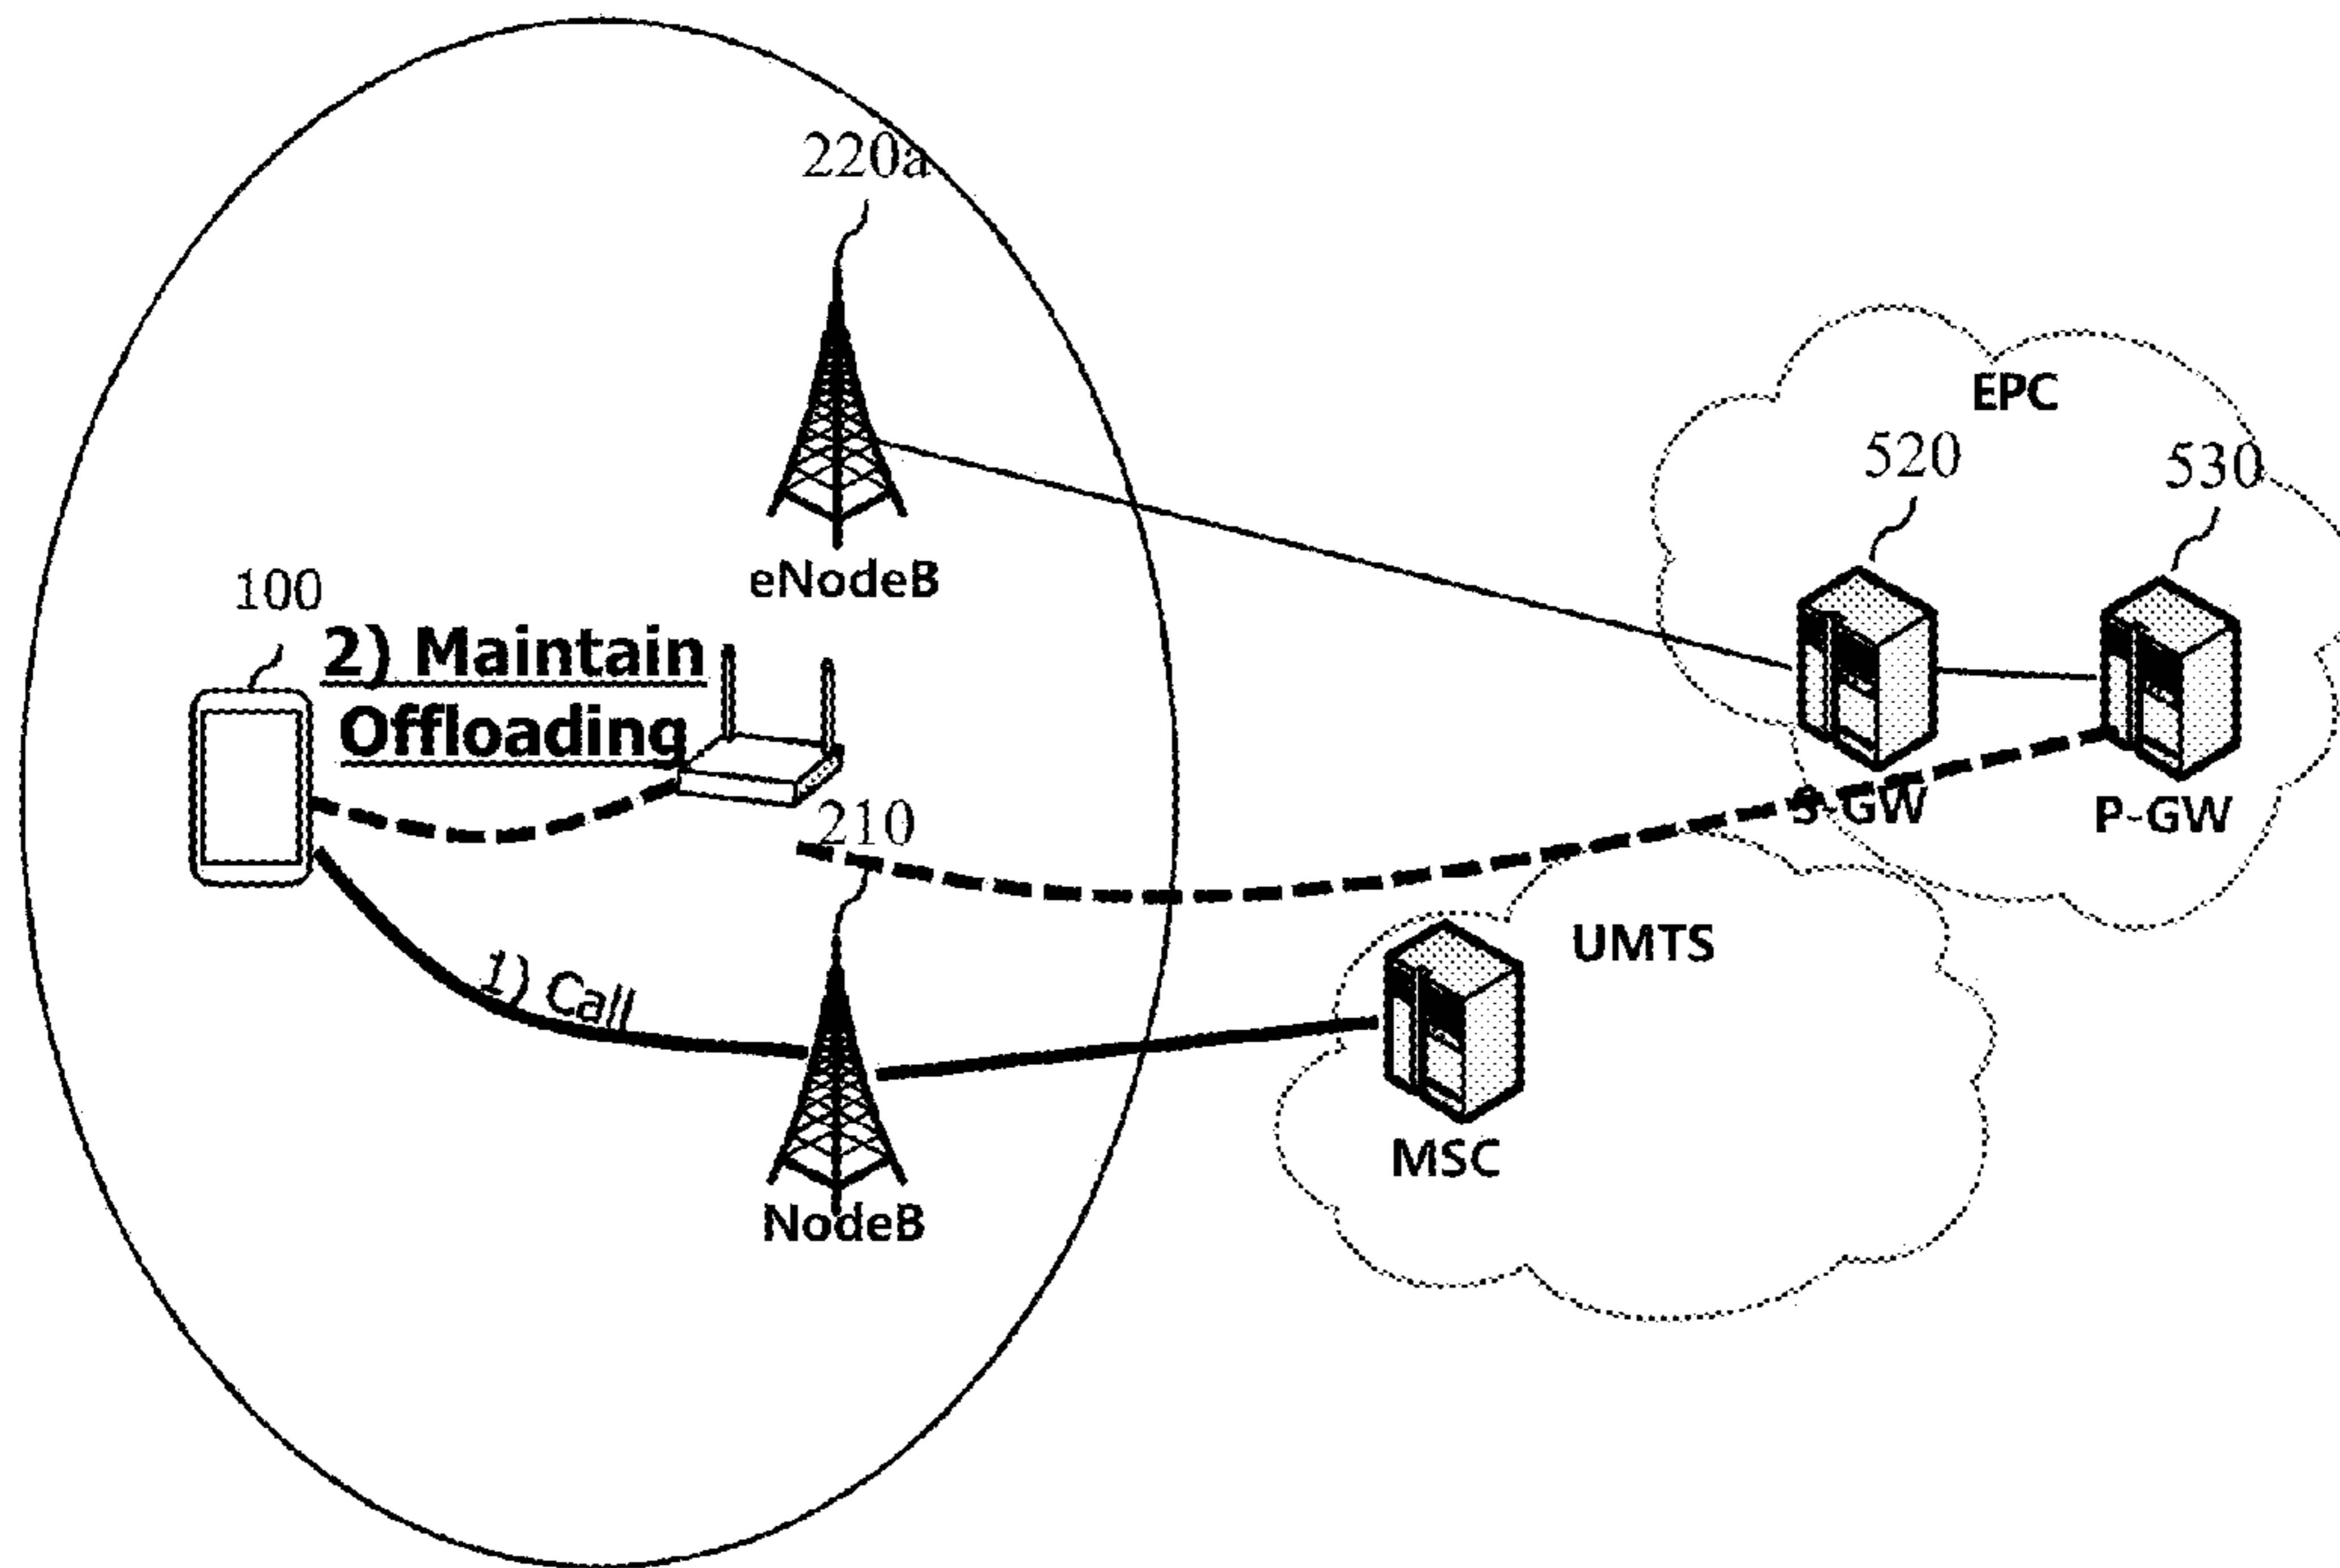 220a
EPC
520
530
eNodeB
100
2) Maintain
Offloading
S-GW
P-GW
210
UMTS
1) Call
MSC
NodeB